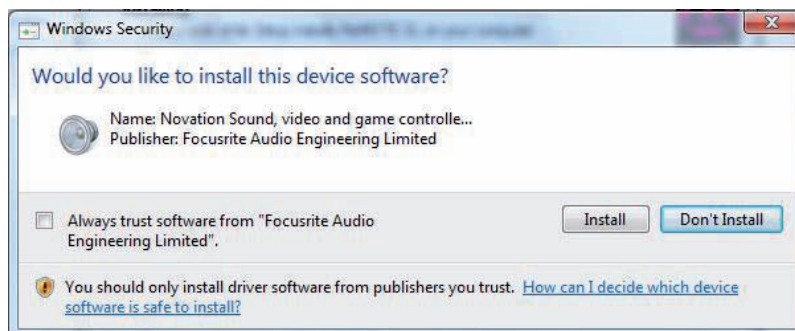 Windows Security
Would you like to install this device software?
Name: Novation Sound, video and game controlle...
Publisher: Focusrite Audio Engineering Limited
Always trust software from "Focusrite Audio
Engineering Limited".
Install
Don't Install
You should only install driver software from publishers you trust. How can I decide which device
software is safe to install?